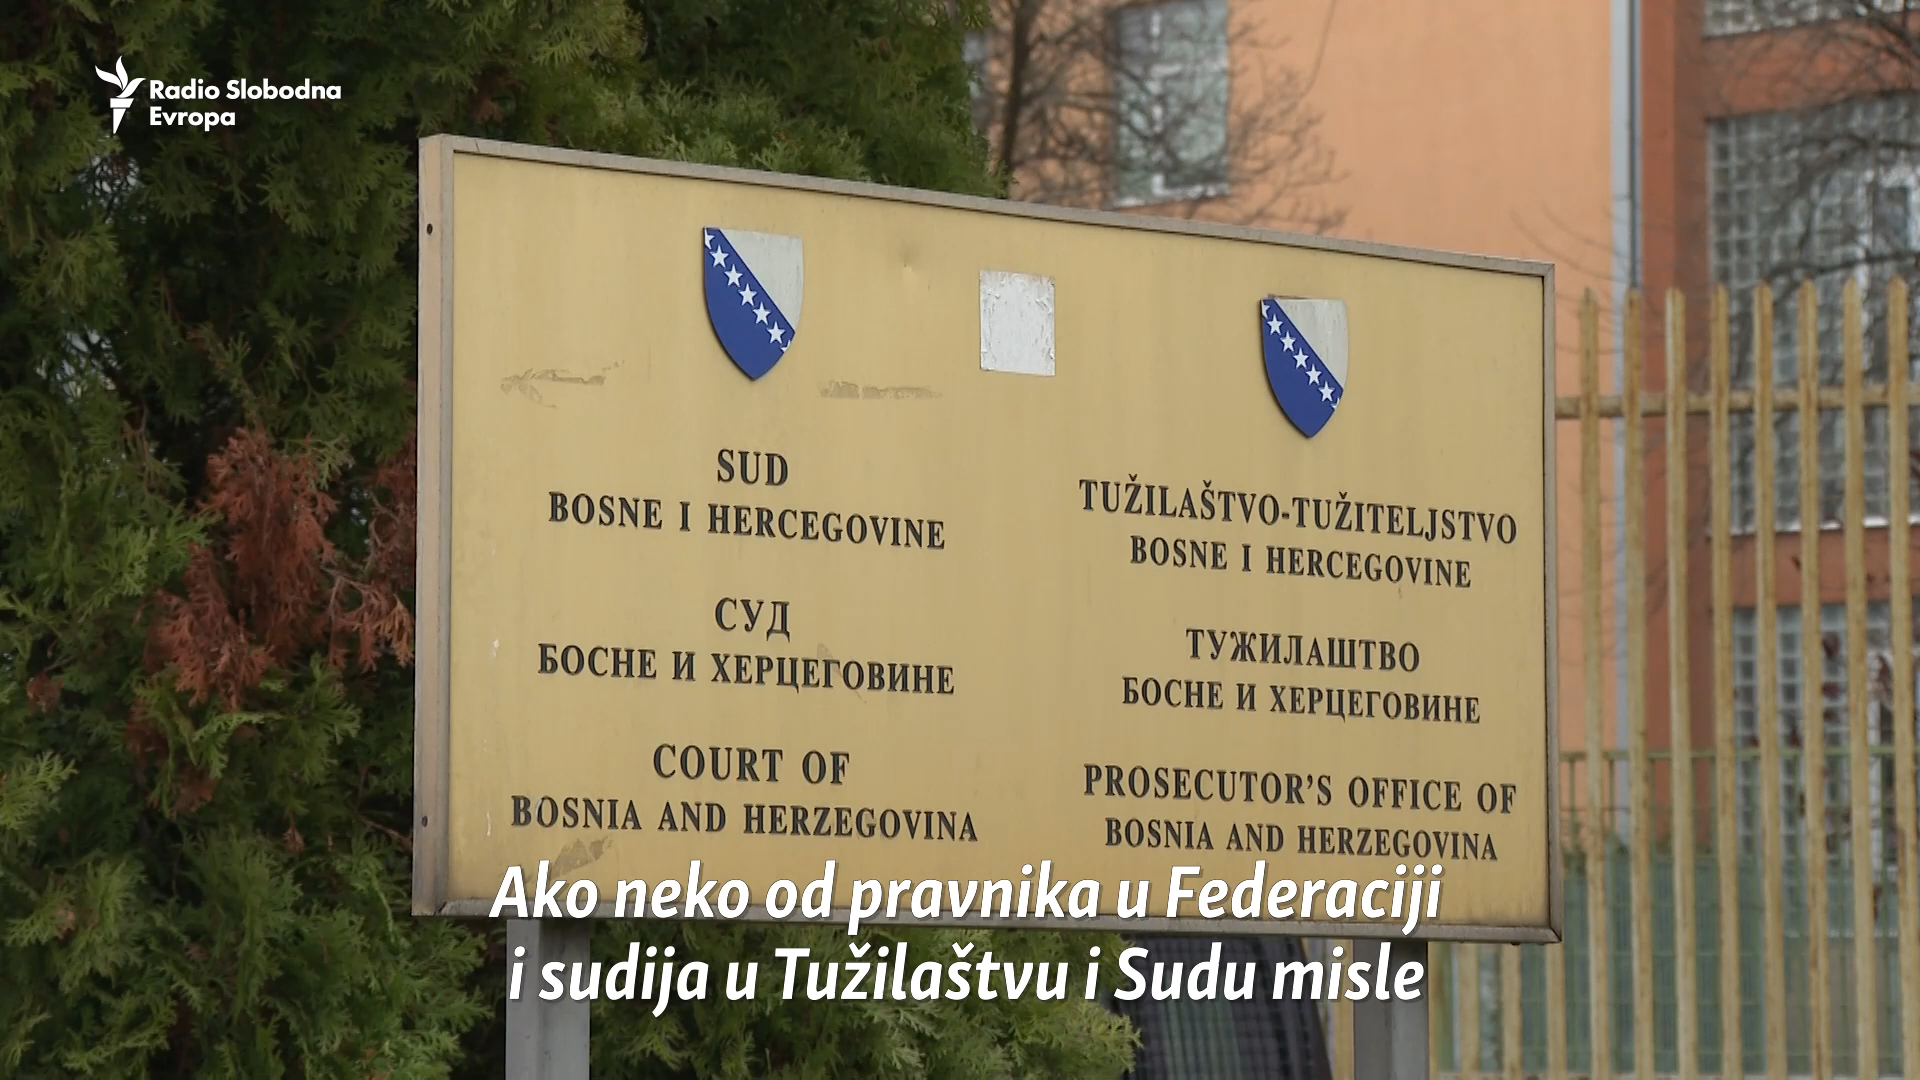 Radio Slobodna
Evropa
SUD
BOSNE I HERCEGOVINE
СУД
БОСНЕ И ХЕРЦЕГОВИНЕ
COURT OF
BOSNIA AND HERZEGOVINA
TUŽILAŠTVO-TUŽITELJSTVO
BOSNE I HERCEGOVINE
ТУЖИЛАШТВО
БОСНЕ И ХЕРЦЕГОВИНЕ
PROSECUTOR'S OFFICE OF
BOSNIA AND HERZEGOVINA
Ako neko od pravnika u Federaciji
i sudija u Tužilaštvu i Sudu misle